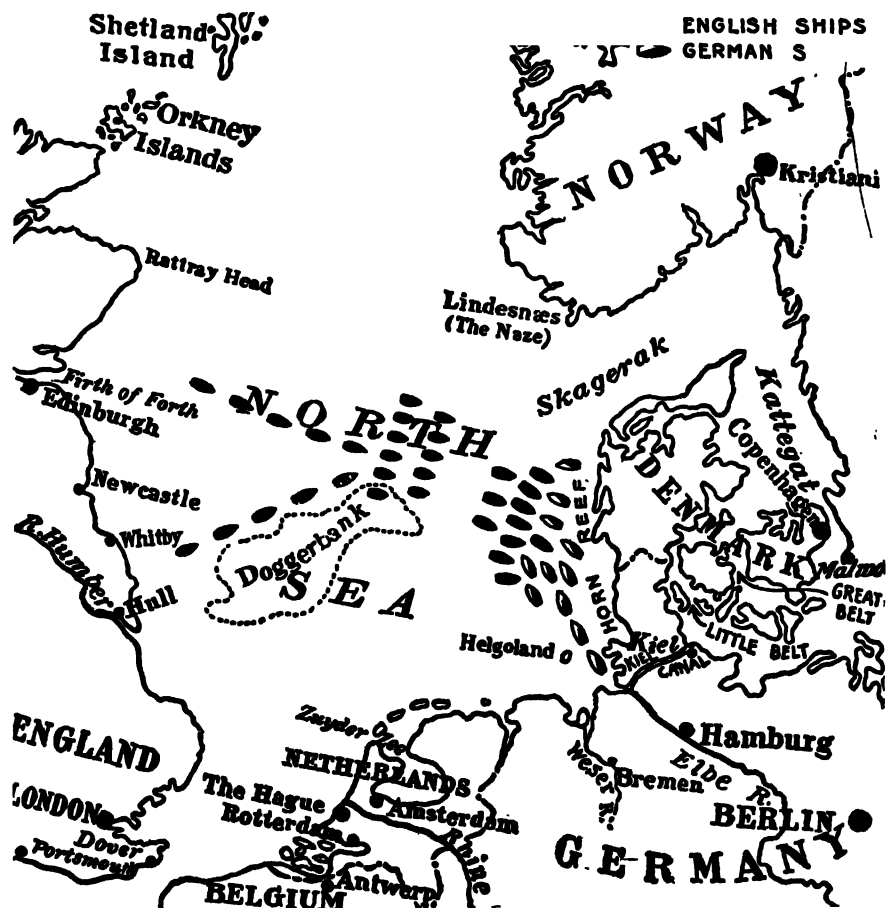 Shetland
Island
ENGLISH SHIPS
GERMAN S
Orkney
Islands
NORWAY
Kristiani
Rattray Head
Lindesnæs
(The Naze)
Skagerak
Kattegat
Firth of Forth
Edinburgh
NORTH
SEA
Copenhagen
DENMARK
REEF
HORN
Newcastle
Whitby
Doggerbank
R. Humber
Hull
Malmo
GREAT
BELT
LITTLE BELT
Helgoland
Kiel
KIEL
CANAL
ENGLAND
Zuyder
NETHERLANDS
Hamburg
Elbe
R.
Weser R.
Bremen
LONDON
The Hague
Rotterdam
Amsterdam
Rhine
BERLIN
Dover
Portsmouth
GERMANY
Antwerp
BELGIUM